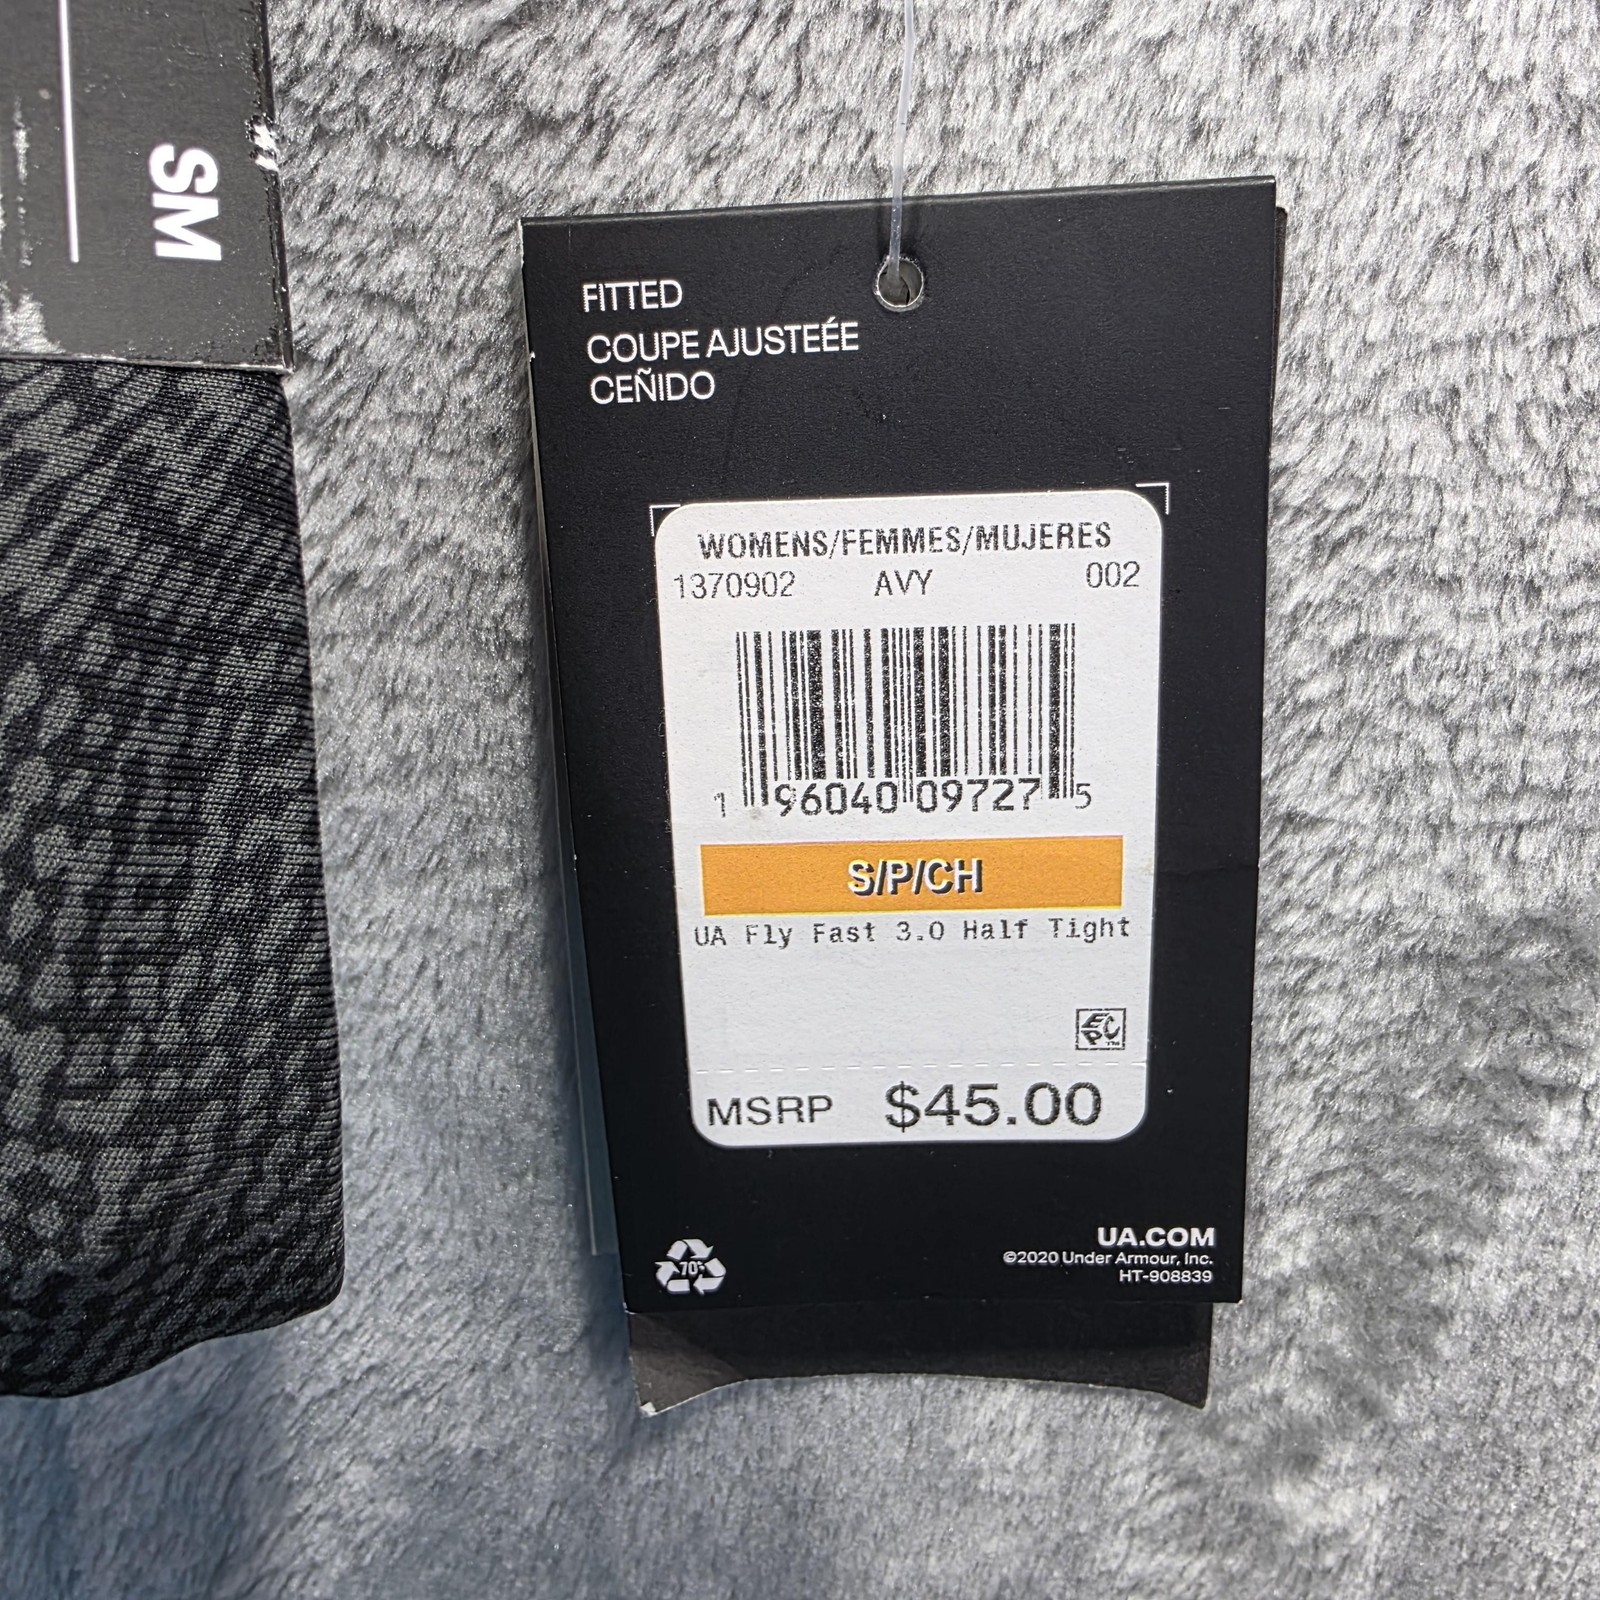 SM
FITTED
COUPE AJUSTEÉE
CEÑIDO
WOMENS/FEMMES/MUJERES
1370902 AVY 002
1 96040 09727 5
S/P/CH
UA Fly Fast 3.0 Half Tight
EPC™
MSRP $45.00
70%
UA.COM
©2020 Under Armour, Inc.
HT-908839